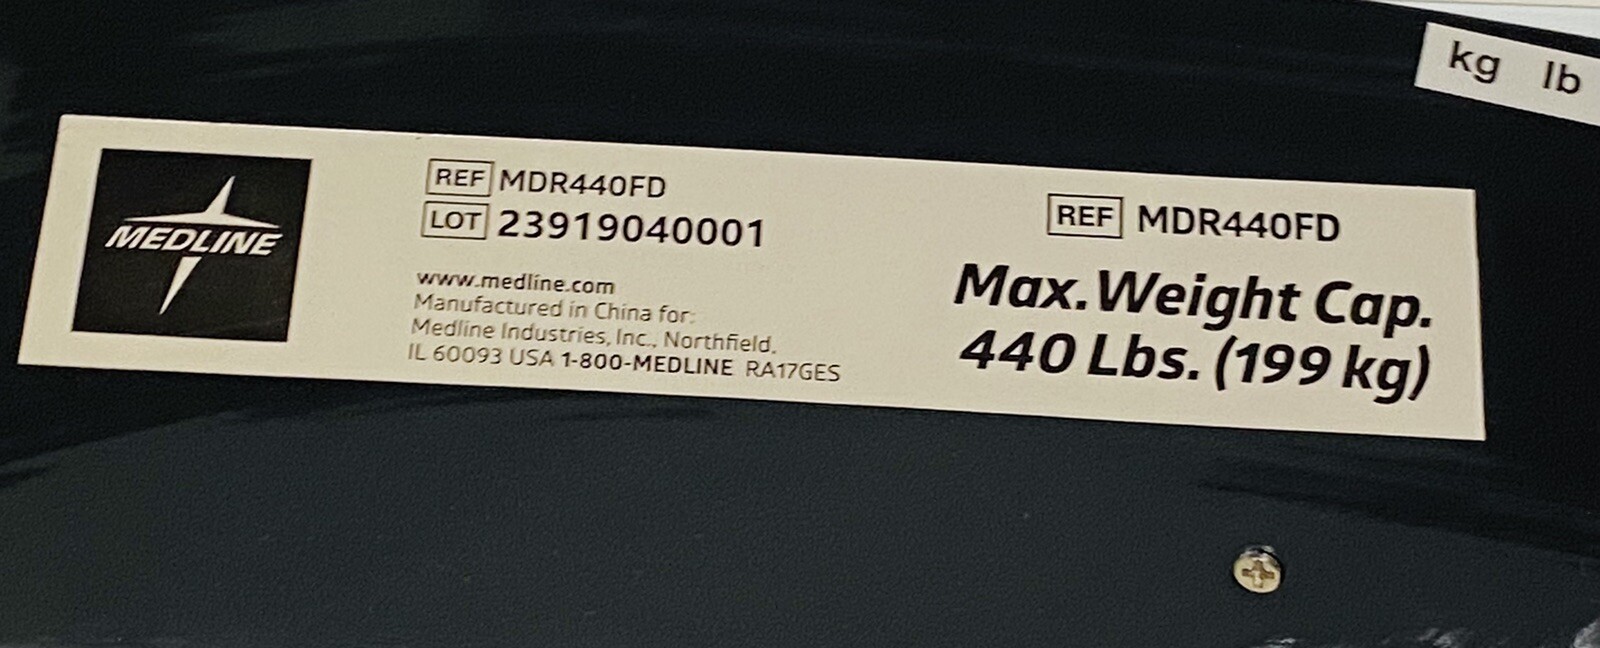 kg lb
MEDLINE
REF MDR440FD
LOT 23919040001
www.medline.com
Manufactured in China for:
Medline Industries, Inc., Northfield,
IL 60093 USA 1-800-MEDLINE RA17GES
REF MDR440FD
Max. Weight Cap.
440 Lbs. (199 kg)